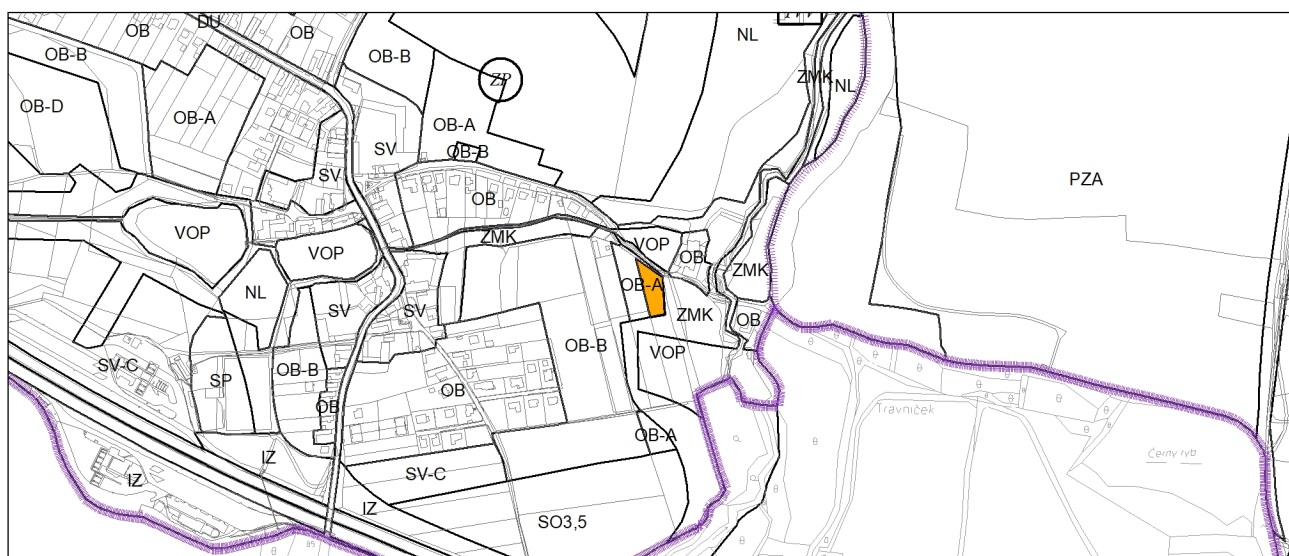 DU
OB
OB
NL
OB-B
OB-B
ZP
ZMK
NL
OB-D
OB-A
OB-A
OB-B
SV
SV
PZA
OB
VOP
VOP
ZMK
VOP
OB
ZMK
NL
OB-A
SV
SV
ZMK
OB
VOP
OB-B
SV-C
SP
OB-B
OB
OB
Travníček
OB-A
Černý ryb
IZ
SV-C
IZ
IZ
SO3,5